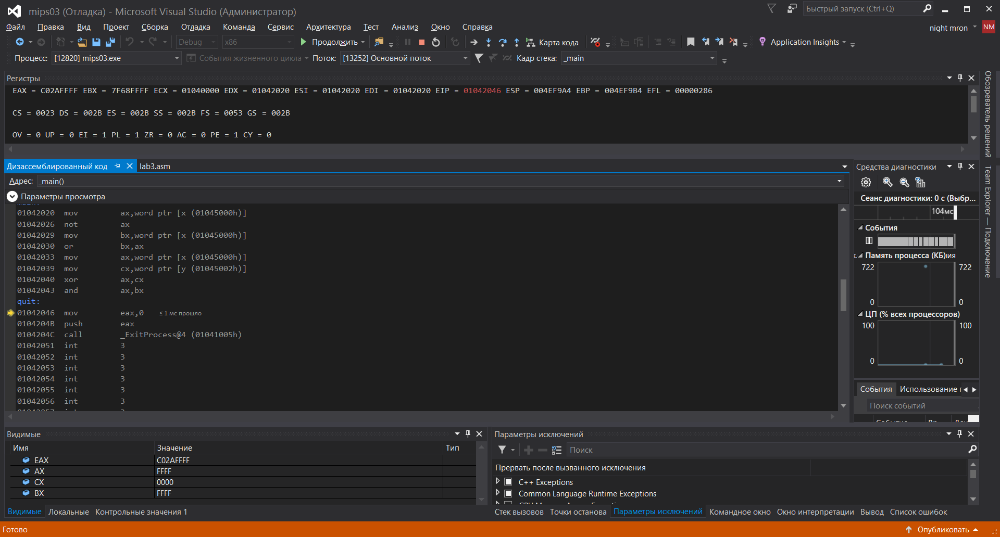 mips03 (Отладка) - Microsoft Visual Studio (Администратор)
Быстрый запуск (Ctrl+Q)
Файл Правка Вид Проект Сборка Отладка Команда Сервис Архитектура Тест Анализ Окно Справка
night mron NM
Debug x86 Продолжить Карта кода Application Insights
Процесс: [12820] mips03.exe События жизненного цикла Поток: [13252] Основной поток Кадр стека: _main
Регистры
EAX = C02AFFFF EBX = 7F68FFFF ECX = 01040000 EDX = 01042020 ESI = 01042020 EDI = 01042020 EIP = 01042046 ESP = 004EF9A4 EBP = 004EF9B4 EFL = 00000286
CS = 0023 DS = 002B ES = 002B SS = 002B FS = 0053 GS = 002B
OV = 0 UP = 0 EI = 1 PL = 1 ZR = 0 AC = 0 PE = 1 CY = 0
Дизассемблированный код lab3.asm
Адрес: _main()
Параметры просмотра
01042020 mov ax,word ptr [x (01045000h)]
01042026 not ax
01042029 mov bx,word ptr [x (01045000h)]
01042030 or bx,ax
01042033 mov ax,word ptr [x (01045000h)]
01042039 mov cx,word ptr [y (01045002h)]
01042040 xor ax,cx
01042043 and ax,bx
quit:
01042046 mov eax,0 ≤ 1 мс прошло
0104204B push eax
0104204C call _ExitProcess@4 (01041005h)
01042051 int 3
01042052 int 3
01042053 int 3
01042054 int 3
01042055 int 3
01042056 int 3
Средства диагностики
Сеанс диагностики: 0 с (Выбр...
104мс
События
Память процесса (КБ)
722 722
0 0
ЦП (% всех процессоров)
100 100
0 0
События Использование
Поиск событий
Обозреватель решений
Team Explorer — Подключение
Видимые
Имя Значение Тип
EAX C02AFFFF
AX FFFF
CX 0000
BX FFFF
Видимые Локальные Контрольные значения 1
Параметры исключений
Поиск
Прервать после вызванного исключения
C++ Exceptions
Common Language Runtime Exceptions
Стек вызовов Точки останова Параметры исключений Командное окно Окно интерпретации Вывод Список ошибок
Готово
Опубликовать